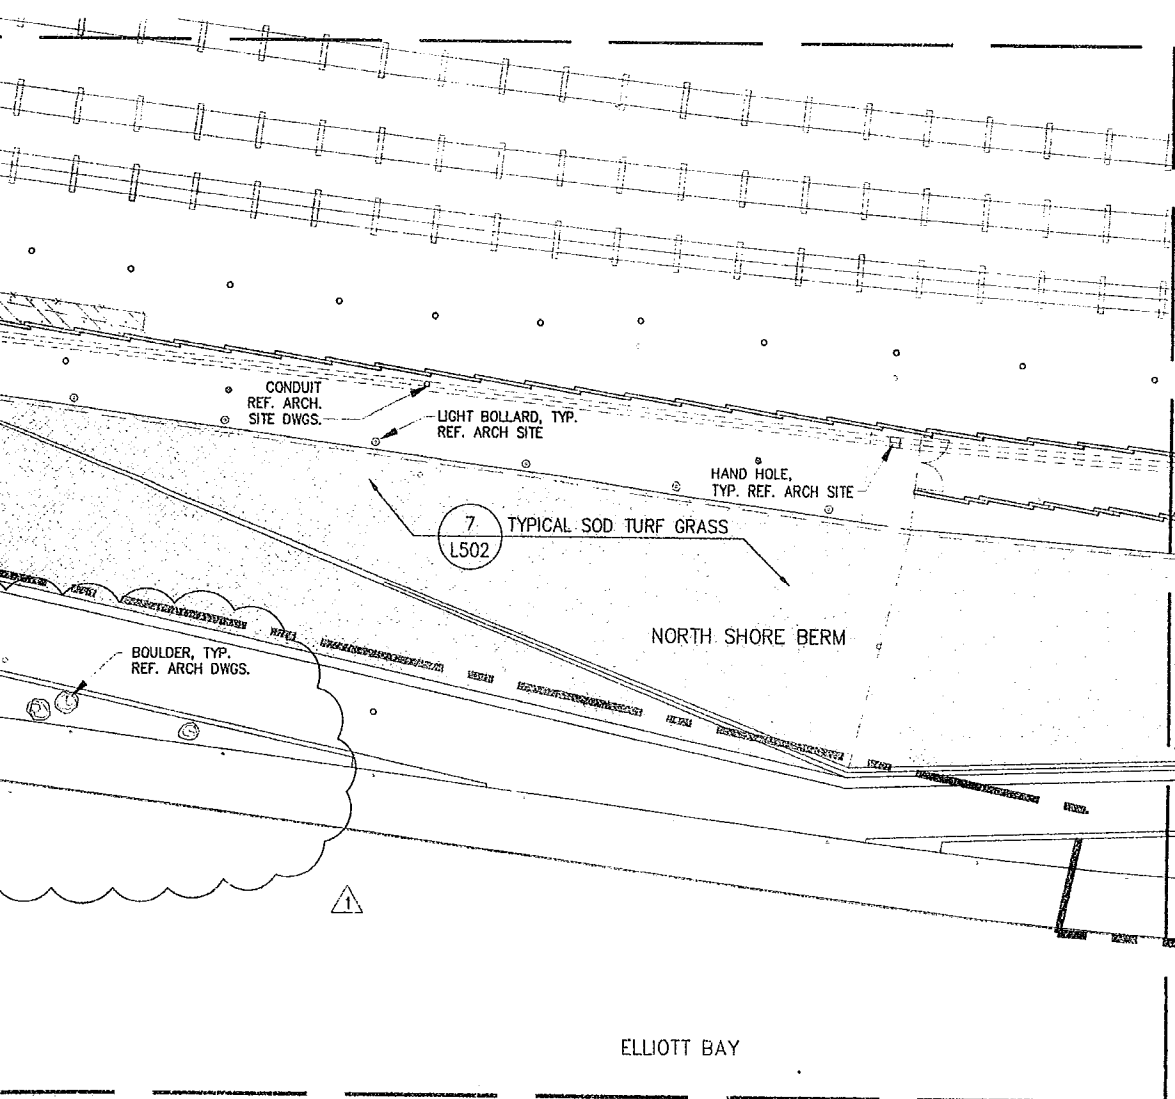 CONDUIT
REF. ARCH.
SITE DWGS.
LIGHT BOLLARD, TYP.
REF. ARCH SITE
HAND HOLE,
TYP. REF. ARCH SITE
7
L502
TYPICAL SOD TURF GRASS
NORTH SHORE BERM
BOULDER, TYP.
REF. ARCH DWGS.
1
ELLIOTT BAY